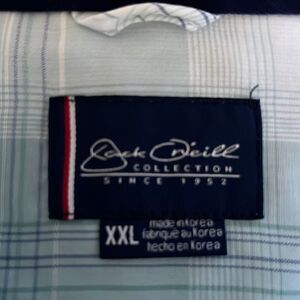 Jack O'Neill
COLLECTION
SINCE 1952
XXL
made in Korea
fabriqué au Korea
hecho en Korea